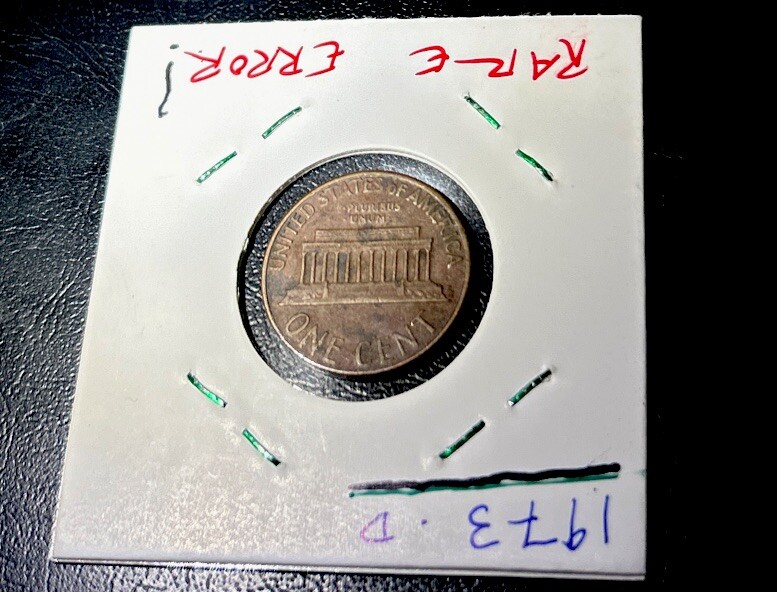 RARE ERROR!
UNITED STATES OF AMERICA
E PLURIBUS
UNUM
ONE CENT
1973. D